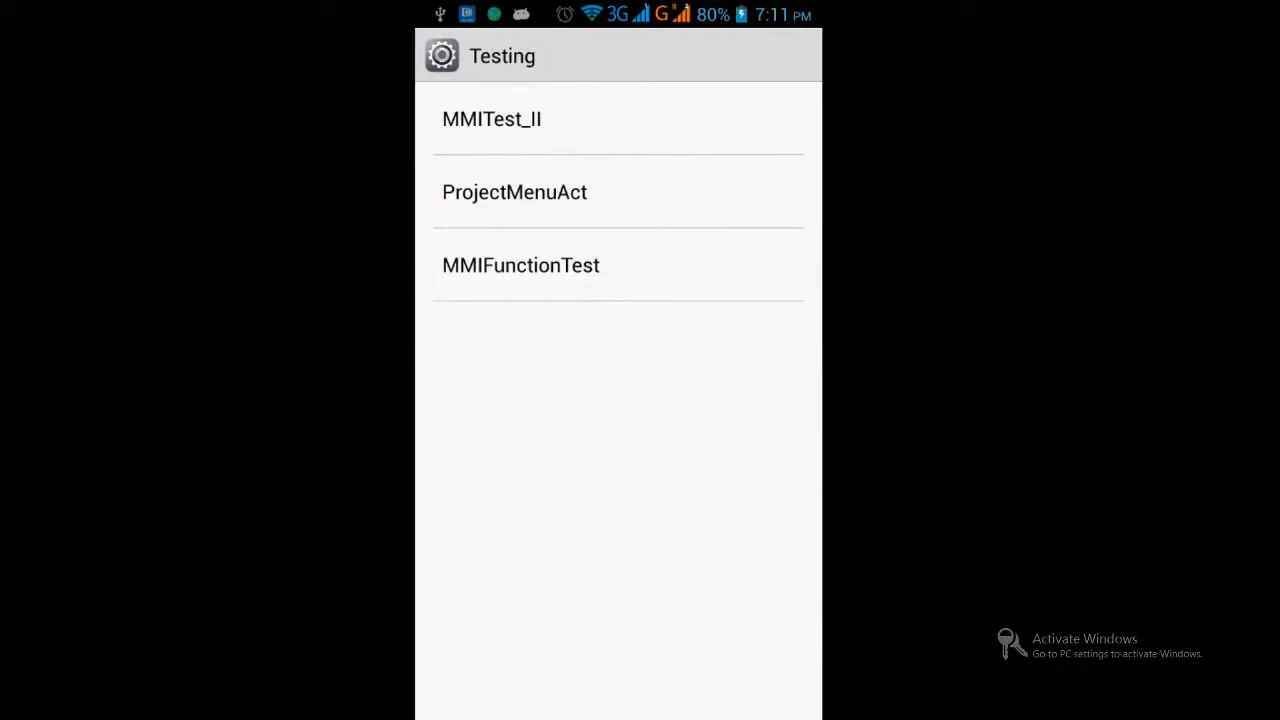 3G G 80% 7:11 PM
Testing
MMITest_II
ProjectMenuAct
MMIFunctionTest
Activate Windows
Go to PC settings to activate Windows.